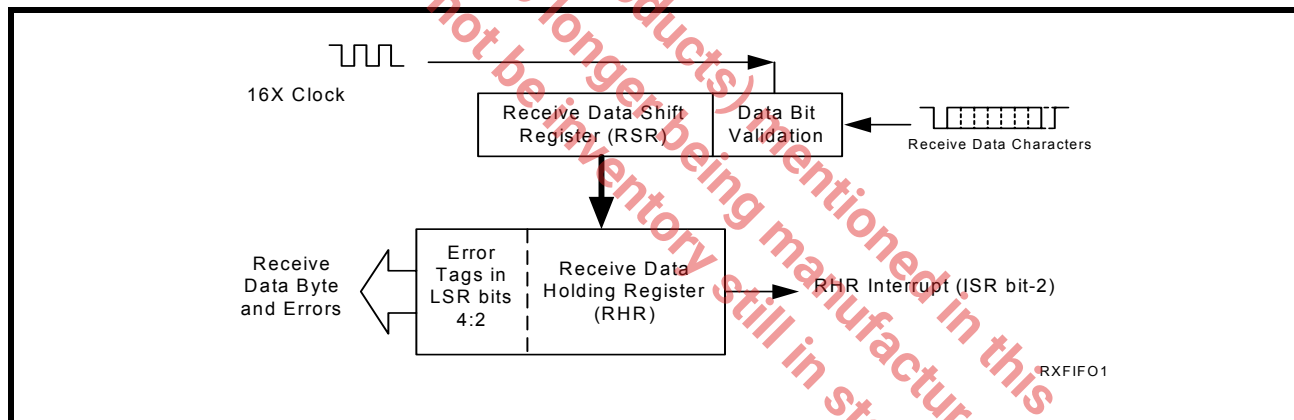 16X Clock
Receive Data Shift
Register (RSR)
Data Bit
Validation
Receive Data Characters
Receive
Data Byte
and Errors
Error
Tags in
LSR bits
4:2
Receive Data
Holding Register
(RHR)
RHR Interrupt (ISR bit-2)
RXFIFO1
oducts) mentioned in this
longer being manufactur
not be inventory still in st